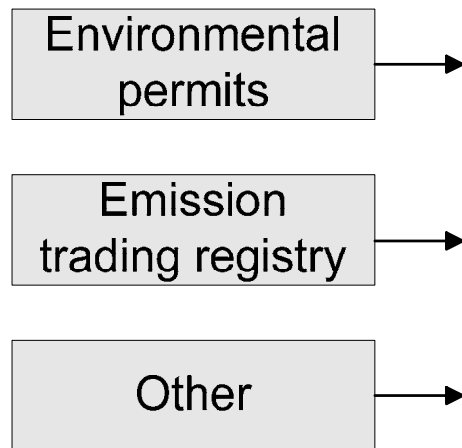 Environmental
permits
Emission
trading registry
Other